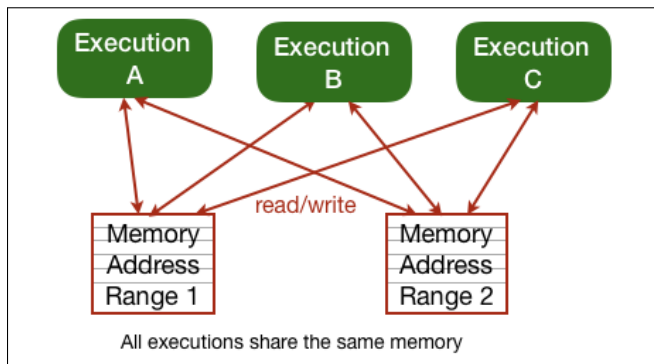 Execution
A
Execution
B
Execution
C
read/write
Memory
Address
Range 1
Memory
Address
Range 2
All executions share the same memory